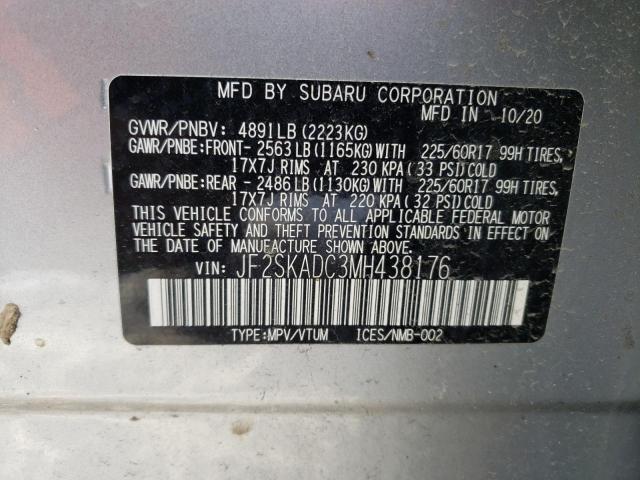 MFD BY SUBARU CORPORATION
MFD IN 10/20
GVWR/PNBV: 4891LB (2223KG)
GAWR/PNBE:FRONT- 2563LB (1165KG) WITH 225/60R17 99H TIRES,
17X7J RIMS AT 230 KPA (33 PSI) COLD
GAWR/PNBE:REAR - 2486LB (1130KG) WITH 225/60R17 99H TIRES,
17X7J RIMS AT 220 KPA (32 PSI) COLD
THIS VEHICLE CONFORMS TO ALL APPLICABLE FEDERAL MOTOR
VEHICLE SAFETY AND THEFT PREVENTION STANDARDS IN EFFECT ON
THE DATE OF MANUFACTURE SHOWN ABOVE.
VIN: JF2SKADC3MH438176
TYPE:MPV/VTUM ICES/NMB-002